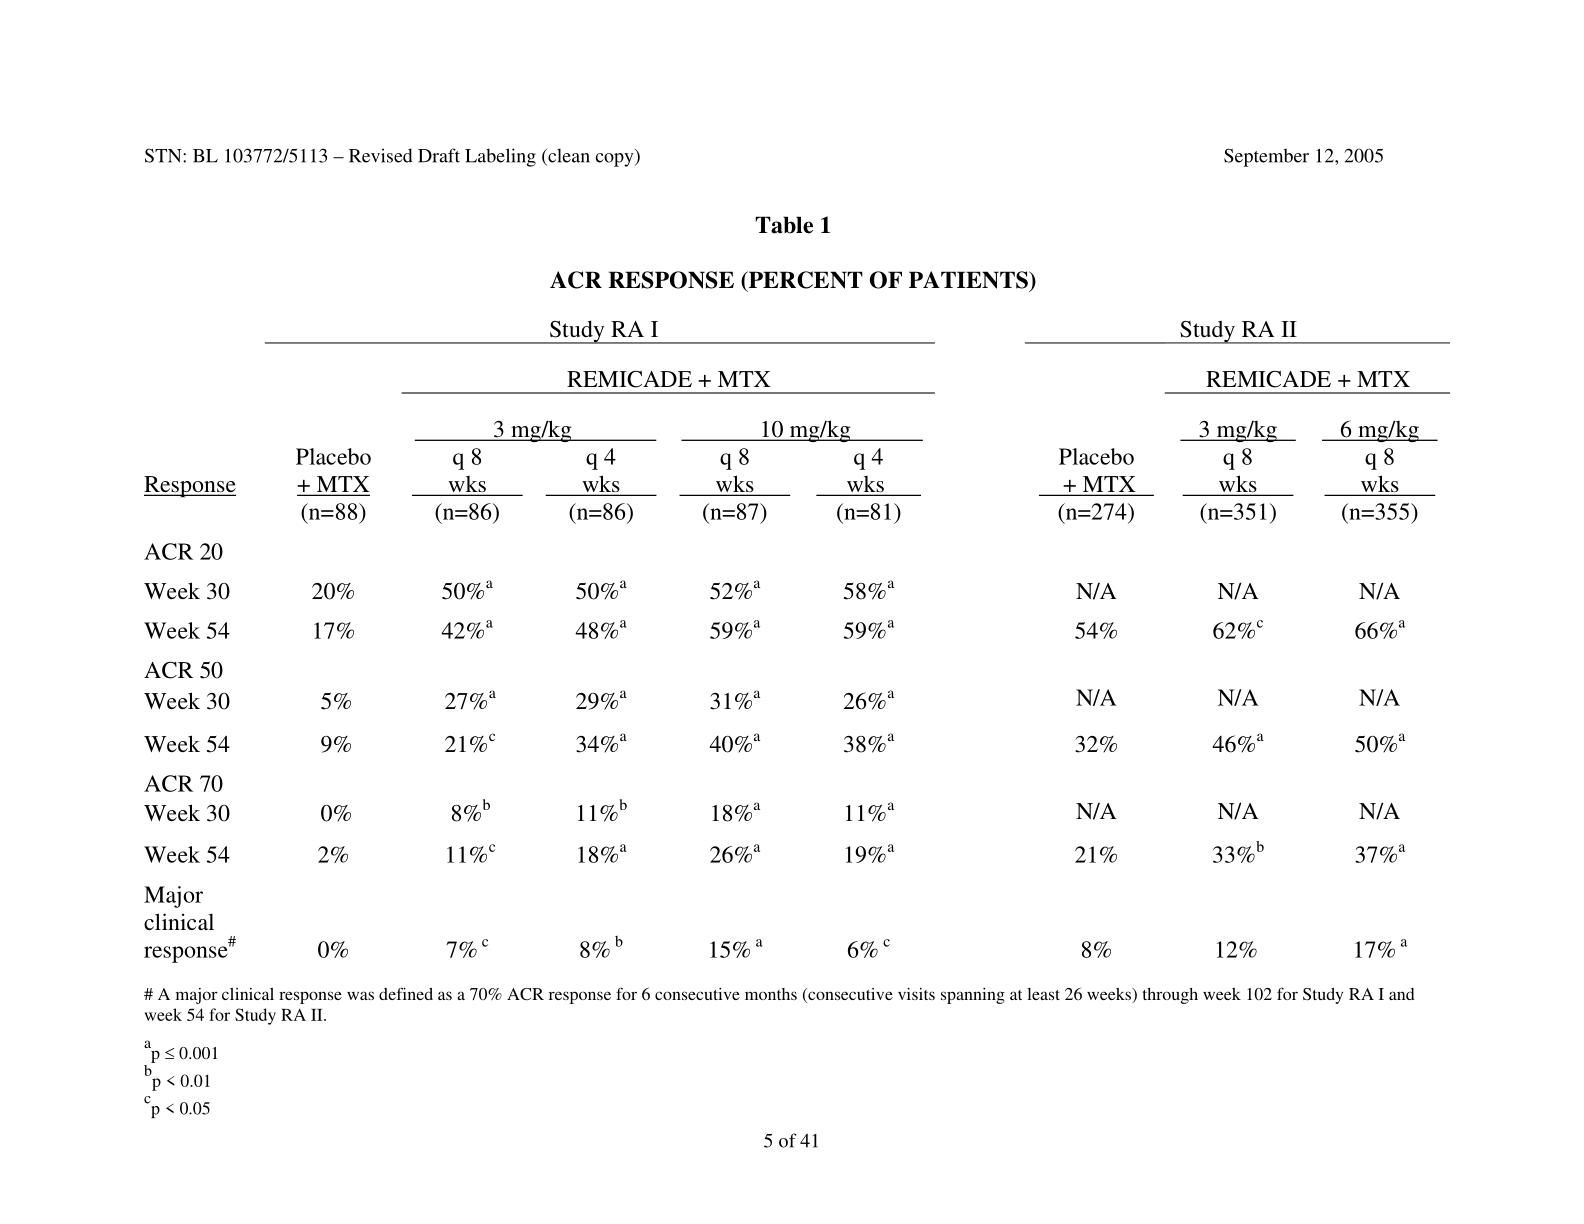 STN: BL 103772/5113 – Revised Draft Labeling (clean copy) September 12, 2005
Table 1
ACR RESPONSE (PERCENT OF PATIENTS)
Study RA I Study RA II
REMICADE + MTX REMICADE + MTX
3 mg/kg 10 mg/kg 3 mg/kg 6 mg/kg
Placebo q 8 q 4 q 8 q 4 Placebo q 8 q 8
Response + MTX wks wks wks wks + MTX wks wks
(n=88) (n=86) (n=86) (n=87) (n=81) (n=274) (n=351) (n=355)
ACR 20
Week 30 20% 50%a 50%a 52%a 58%a N/A N/A N/A
Week 54 17% 42%a 48%a 59%a 59%a 54% 62%c 66%a
ACR 50
Week 30 5% 27%a 29%a 31%a 26%a N/A N/A N/A
Week 54 9% 21%c 34%a 40%a 38%a 32% 46%a 50%a
ACR 70
Week 30 0% 8%b 11%b 18%a 11%a N/A N/A N/A
Week 54 2% 11%c 18%a 26%a 19%a 21% 33%b 37%a
Major
clinical
response# 0% 7% c 8% b 15% a 6% c 8% 12% 17% a
# A major clinical response was defined as a 70% ACR response for 6 consecutive months (consecutive visits spanning at least 26 weeks) through week 102 for Study RA I and
week 54 for Study RA II.
a p ≤ 0.001
b p < 0.01
c p < 0.05
5 of 41